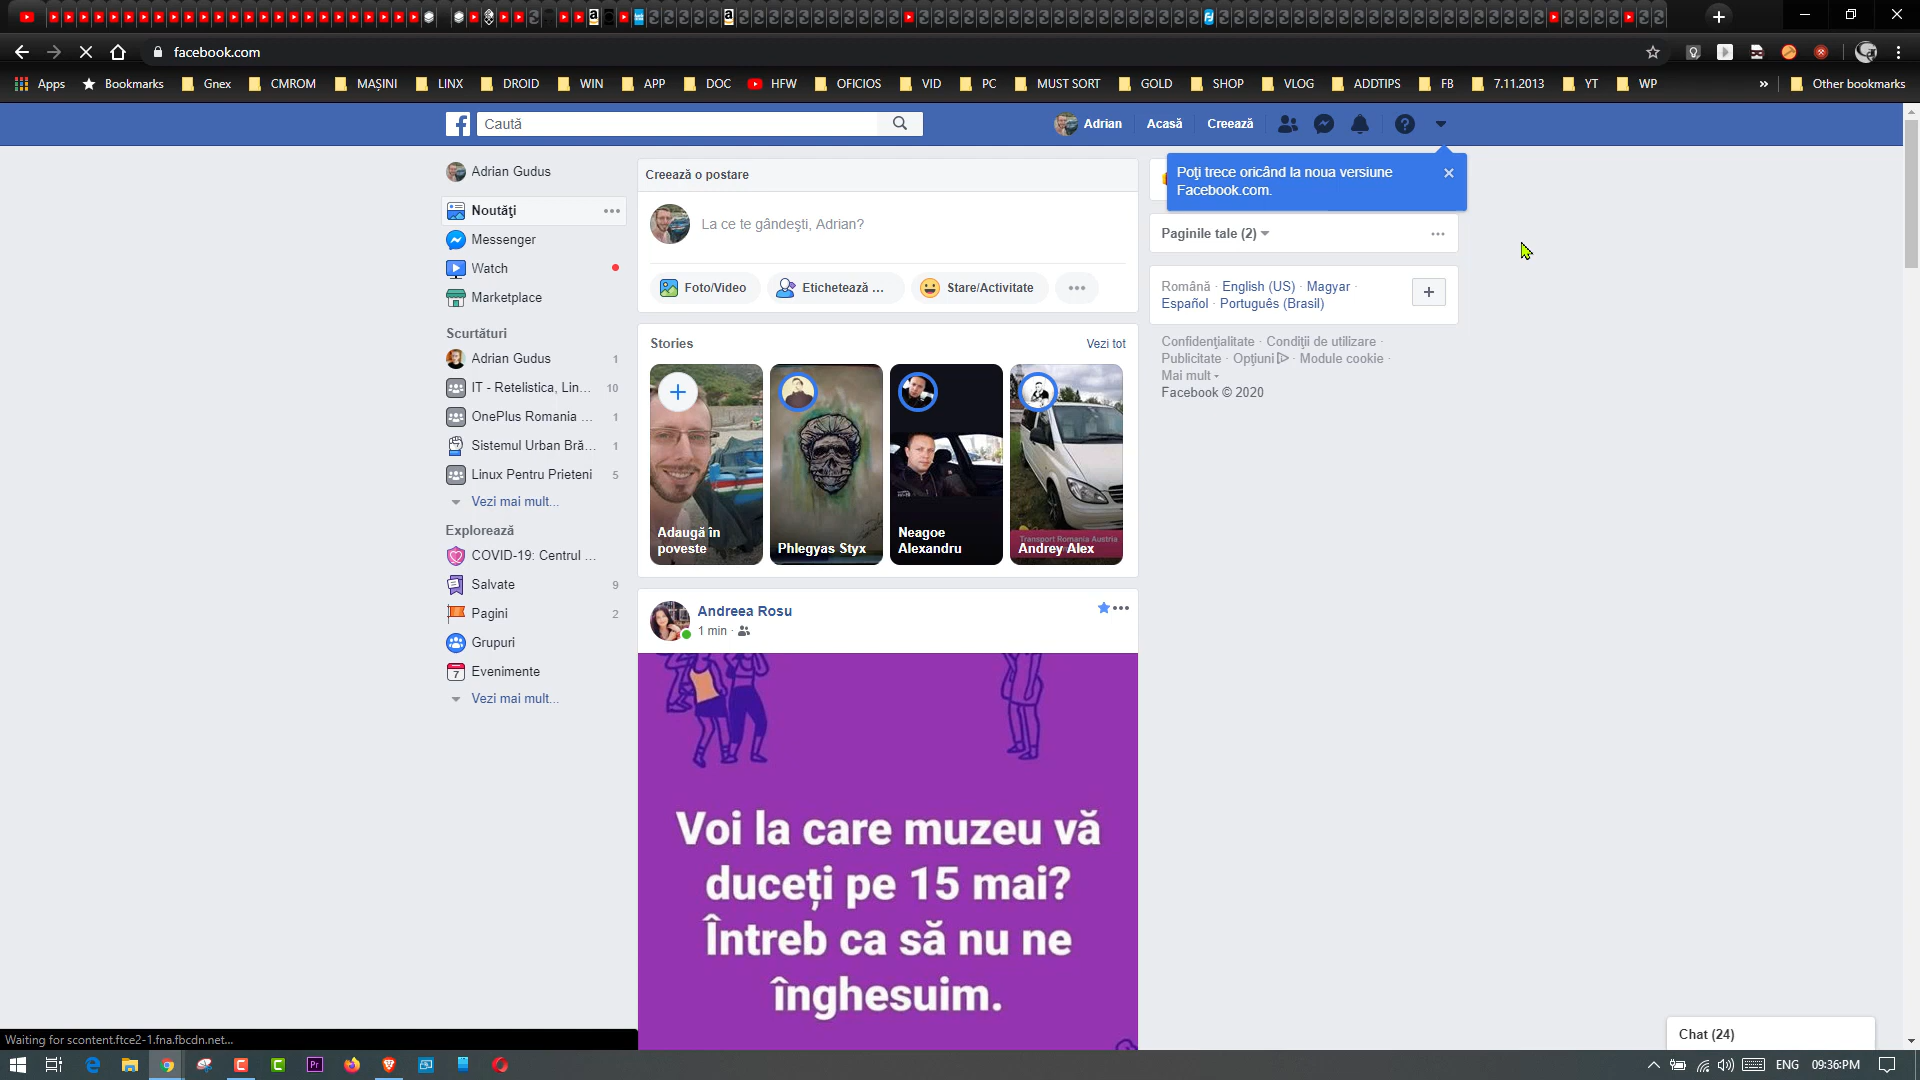 facebook.com
Apps
Bookmarks
Gnex
CMROM
MAȘINI
LINX
DROID
WIN
APP
DOC
HFW
OFICIOS
VID
PC
MUST SORT
GOLD
SHOP
VLOG
ADDTIPS
FB
7.11.2013
YT
WP
»
Other bookmarks
Caută
Adrian
Acasă
Creează
Adrian Gudus
Noutăți
Messenger
Watch
Marketplace
Scurtături
Adrian Gudus 1
IT - Retelistica, Lin... 10
OnePlus Romania ... 1
Sistemul Urban Bră... 1
Linux Pentru Prieteni 5
Vezi mai mult...
Explorează
COVID-19: Centrul ...
Salvate 9
Pagini 2
Grupuri
7 Evenimente
Vezi mai mult...
Creează o postare
La ce te gândești, Adrian?
Foto/Video
Etichetează ...
Stare/Activitate
Stories
Vezi tot
Adaugă în
poveste
Phlegyas Styx
Neagoe
Alexandru
Transport Romania Austria
Andrey Alex
Andreea Rosu
1 min ·
Voi la care muzeu vă
duceți pe 15 mai?
Întreb ca să nu ne
înghesuim.
Poți trece oricând la noua versiune
Facebook.com.
Paginile tale (2)
Română · English (US) · Magyar ·
Español · Português (Brasil)
Confidențialitate · Condiții de utilizare ·
Publicitate · Opțiuni · Module cookie ·
Mai mult
Facebook © 2020
Chat (24)
Waiting for scontent.ftce2-1.fna.fbcdn.net...
Pr
ENG
09:36PM